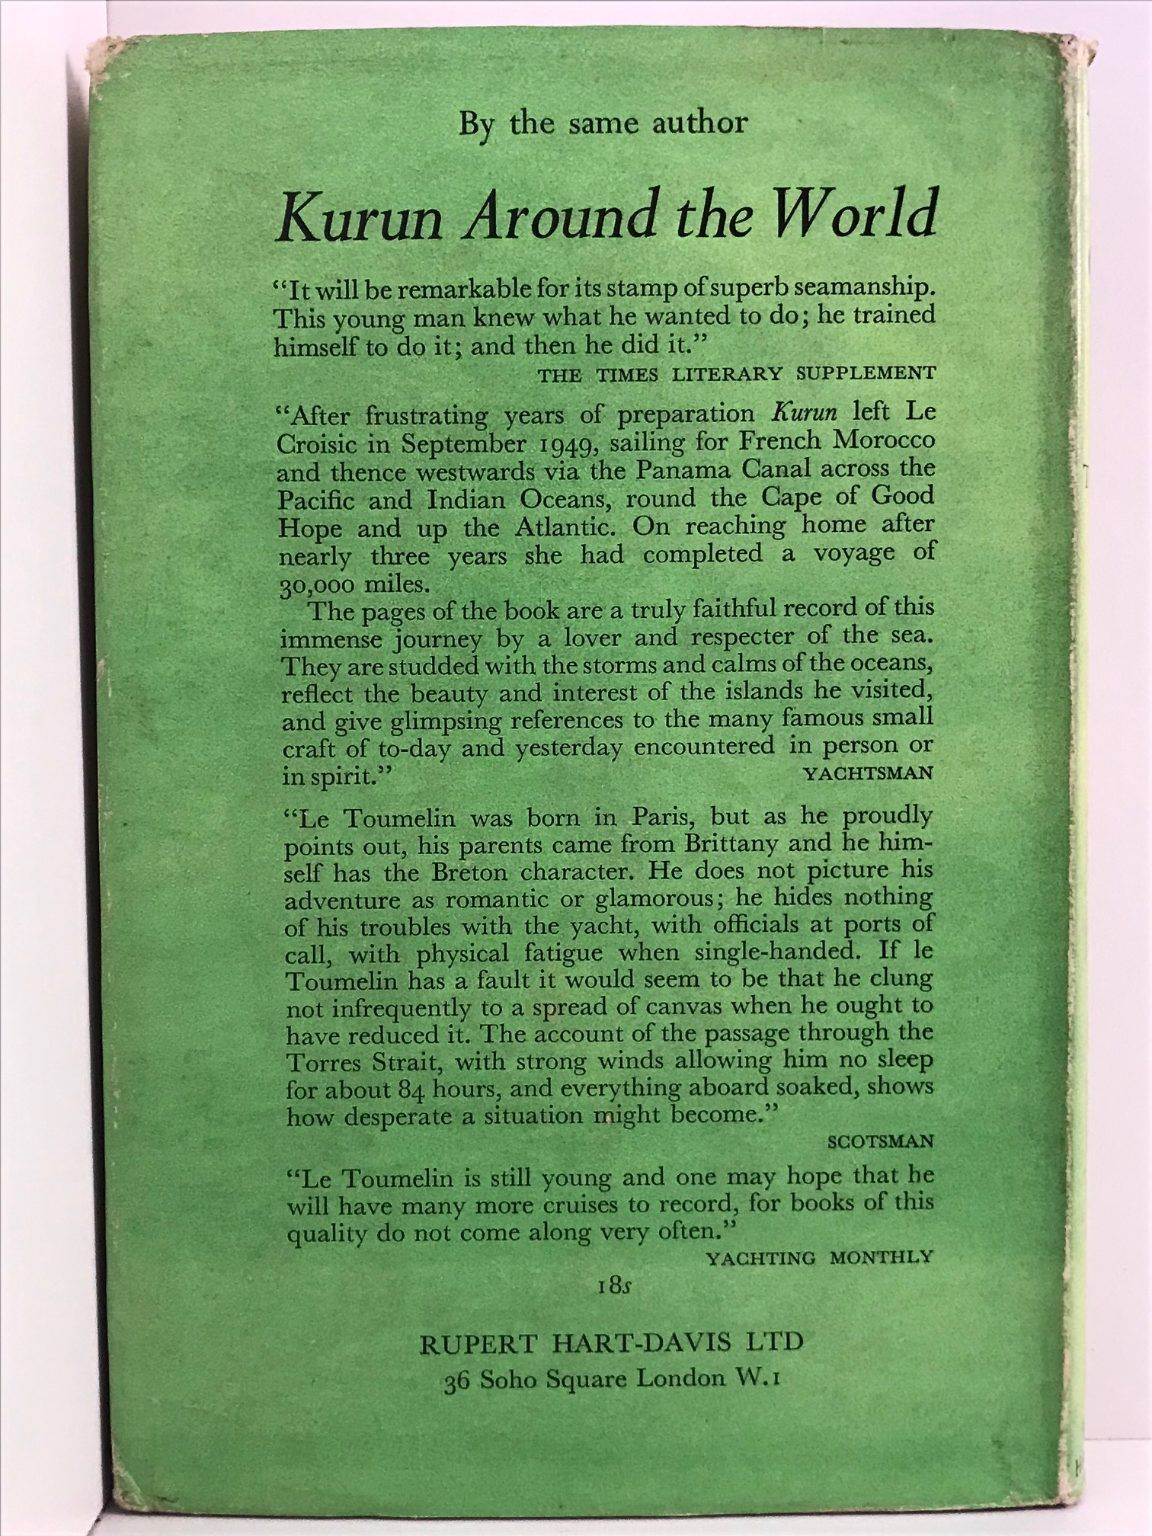 By the same author
Kurun Around the World
“It will be remarkable for its stamp of superb seamanship.
This young man knew what he wanted to do; he trained
himself to do it; and then he did it.”
THE TIMES LITERARY SUPPLEMENT
“After frustrating years of preparation Kurun left Le
Croisic in September 1949, sailing for French Morocco
and thence westwards via the Panama Canal across the
Pacific and Indian Oceans, round the Cape of Good
Hope and up the Atlantic. On reaching home after
nearly three years she had completed a voyage of
30,000 miles.
The pages of the book are a truly faithful record of this
immense journey by a lover and respecter of the sea.
They are studded with the storms and calms of the oceans,
reflect the beauty and interest of the islands he visited,
and give glimpsing references to the many famous small
craft of to-day and yesterday encountered in person or
in spirit.” YACHTSMAN
“Le Toumelin was born in Paris, but as he proudly
points out, his parents came from Brittany and he him-
self has the Breton character. He does not picture his
adventure as romantic or glamorous; he hides nothing
of his troubles with the yacht, with officials at ports of
call, with physical fatigue when single-handed. If le
Toumelin has a fault it would seem to be that he clung
not infrequently to a spread of canvas when he ought to
have reduced it. The account of the passage through the
Torres Strait, with strong winds allowing him no sleep
for about 84 hours, and everything aboard soaked, shows
how desperate a situation might become.”
SCOTSMAN
“Le Toumelin is still young and one may hope that he
will have many more cruises to record, for books of this
quality do not come along very often.”
YACHTING MONTHLY
18s
RUPERT HART-DAVIS LTD
36 Soho Square London W.1